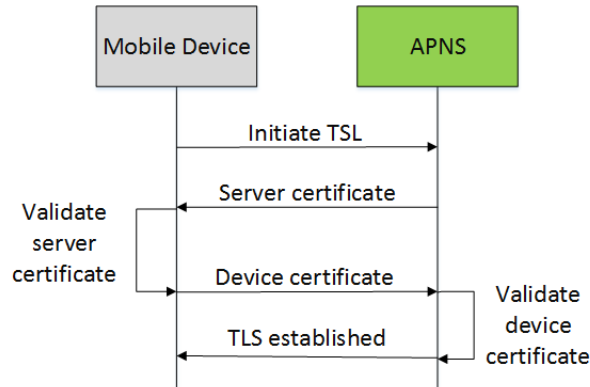 Mobile Device
APNS
Initiate TSL
Server certificate
Validate
server
certificate
Device certificate
Validate
device
certificate
TLS established